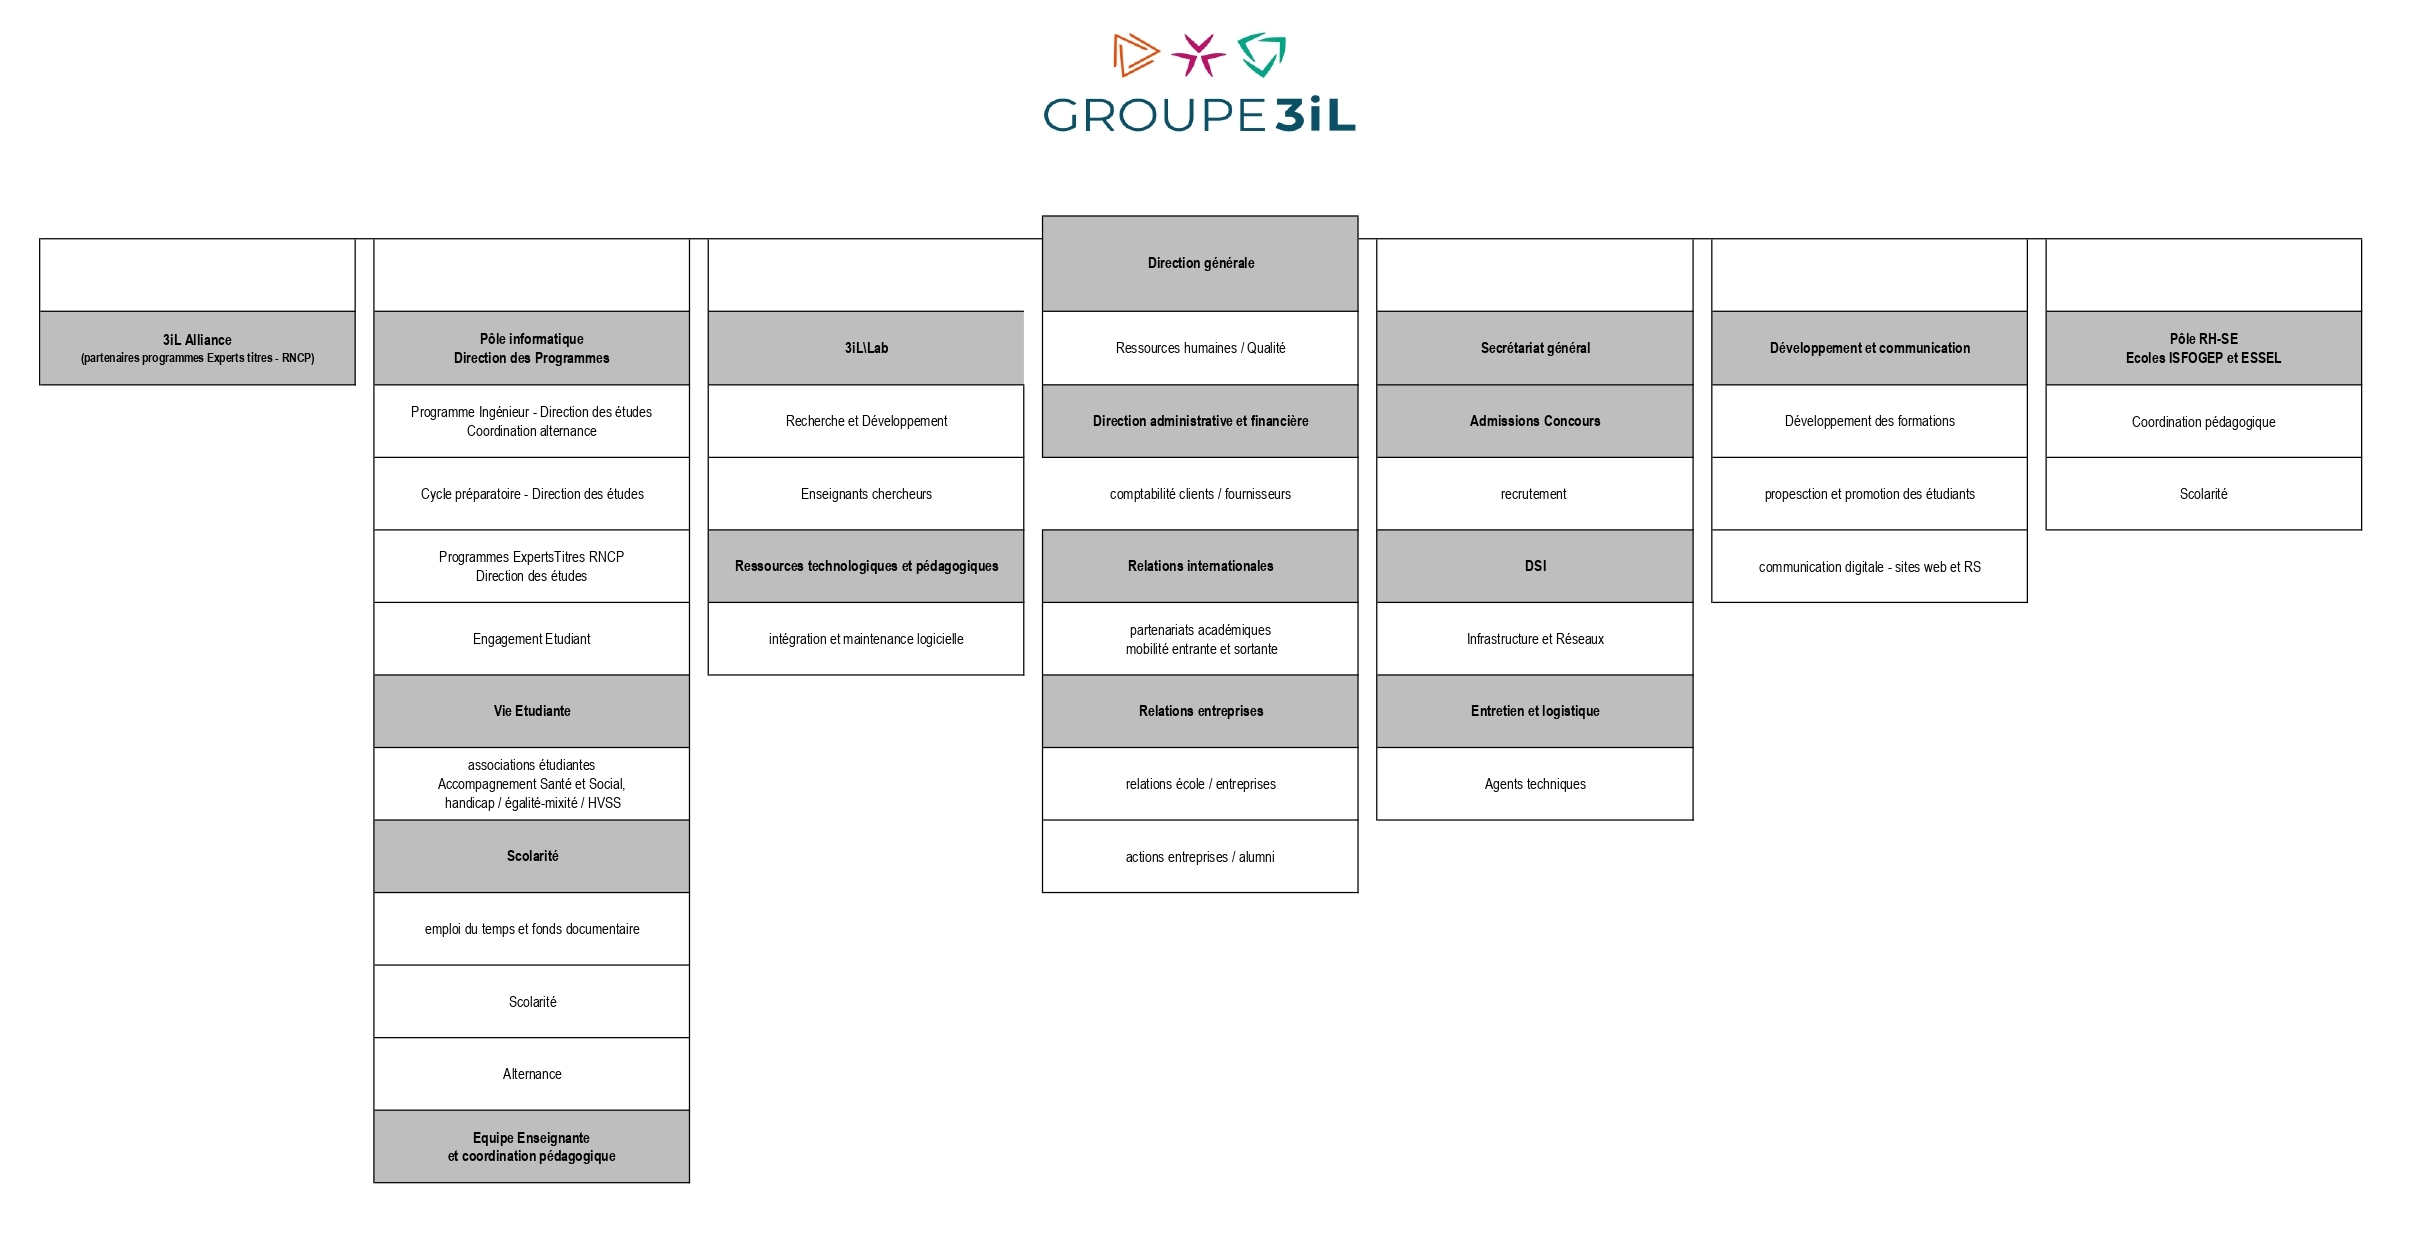 GROUPE 3iL
Direction générale
3iL Alliance
(partenaires programmes Experts titres - RNCP)
Pôle informatique
Direction des Programmes
Programme Ingénieur - Direction des études
Coordination alternance
Cycle préparatoire - Direction des études
Programmes ExpertsTitres RNCP
Direction des études
Engagement Etudiant
Vie Etudiante
associations étudiantes
Accompagnement Santé et Social,
handicap / égalité-mixité / HVSS
Scolarité
emploi du temps et fonds documentaire
Scolarité
Alternance
Equipe Enseignante
et coordination pédagogique
3iL\Lab
Recherche et Développement
Enseignants chercheurs
Ressources technologiques et pédagogiques
intégration et maintenance logicielle
Ressources humaines / Qualité
Direction administrative et financière
comptabilité clients / fournisseurs
Relations internationales
partenariats académiques
mobilité entrante et sortante
Relations entreprises
relations école / entreprises
actions entreprises / alumni
Secrétariat général
Admissions Concours
recrutement
DSI
Infrastructure et Réseaux
Entretien et logistique
Agents techniques
Développement et communication
Développement des formations
propesction et promotion des étudiants
communication digitale - sites web et RS
Pôle RH-SE
Ecoles ISFOGEP et ESSEL
Coordination pédagogique
Scolarité